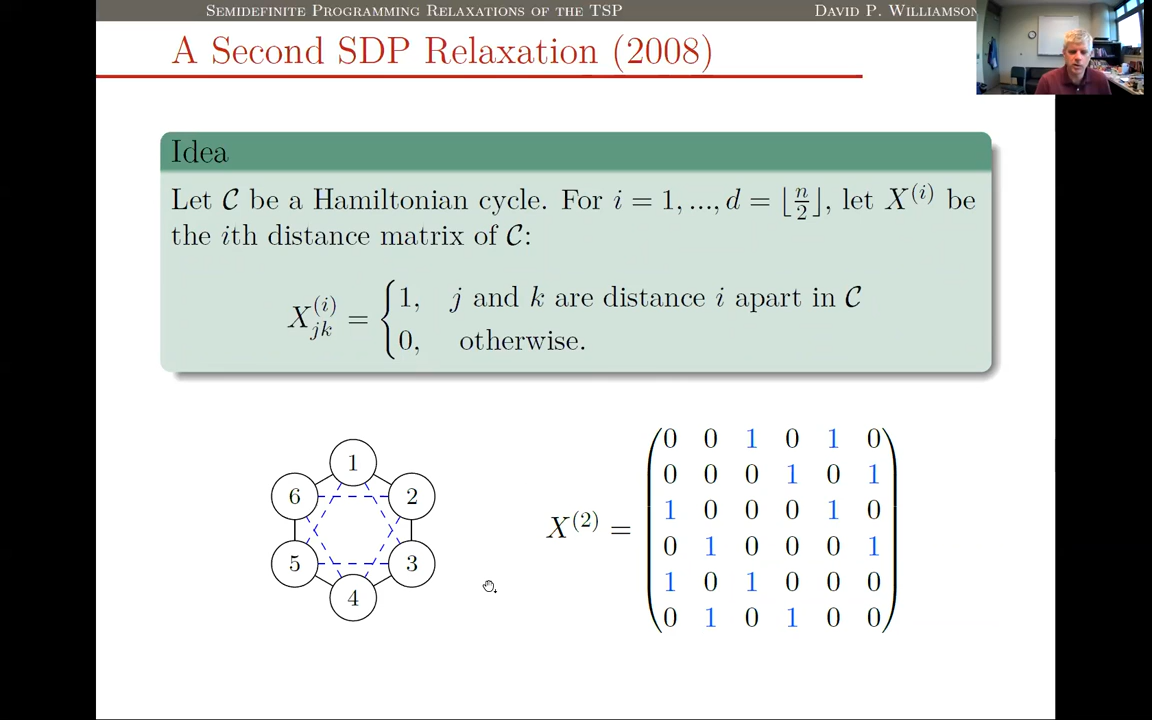 SEMIDEFINITE PROGRAMMING RELAXATIONS OF THE TSP
DAVID P. WILLIAMSON
A Second SDP Relaxation (2008)
Idea
Let 𝒞 be a Hamiltonian cycle. For i = 1, ..., d = ⌊n/2⌋, let X^(i) be
the ith distance matrix of 𝒞:
X_jk^(i) = { 1, j and k are distance i apart in 𝒞
0, otherwise.
1
6 2
5 3
4
X^(2) =
0 0 1 0 1 0
0 0 0 1 0 1
1 0 0 0 1 0
0 1 0 0 0 1
1 0 1 0 0 0
0 1 0 1 0 0